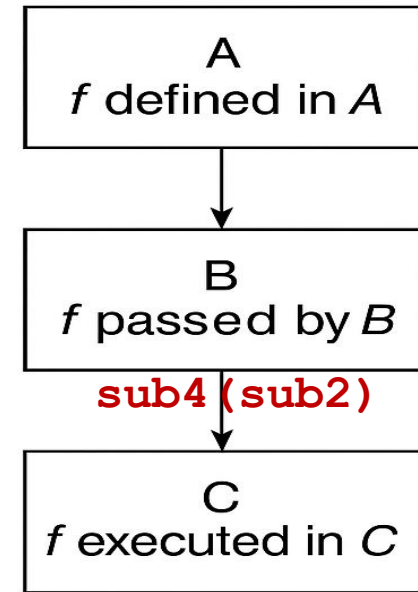 A
f defined in A
B
f passed by B
sub4(sub2)
C
f executed in C